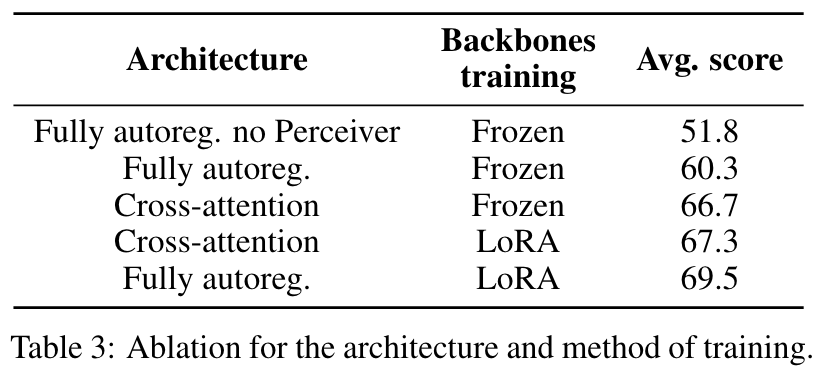 Architecture Backbones training Avg. score
Fully autoreg. no Perceiver Frozen 51.8
Fully autoreg. Frozen 60.3
Cross-attention Frozen 66.7
Cross-attention LoRA 67.3
Fully autoreg. LoRA 69.5
Table 3: Ablation for the architecture and method of training.